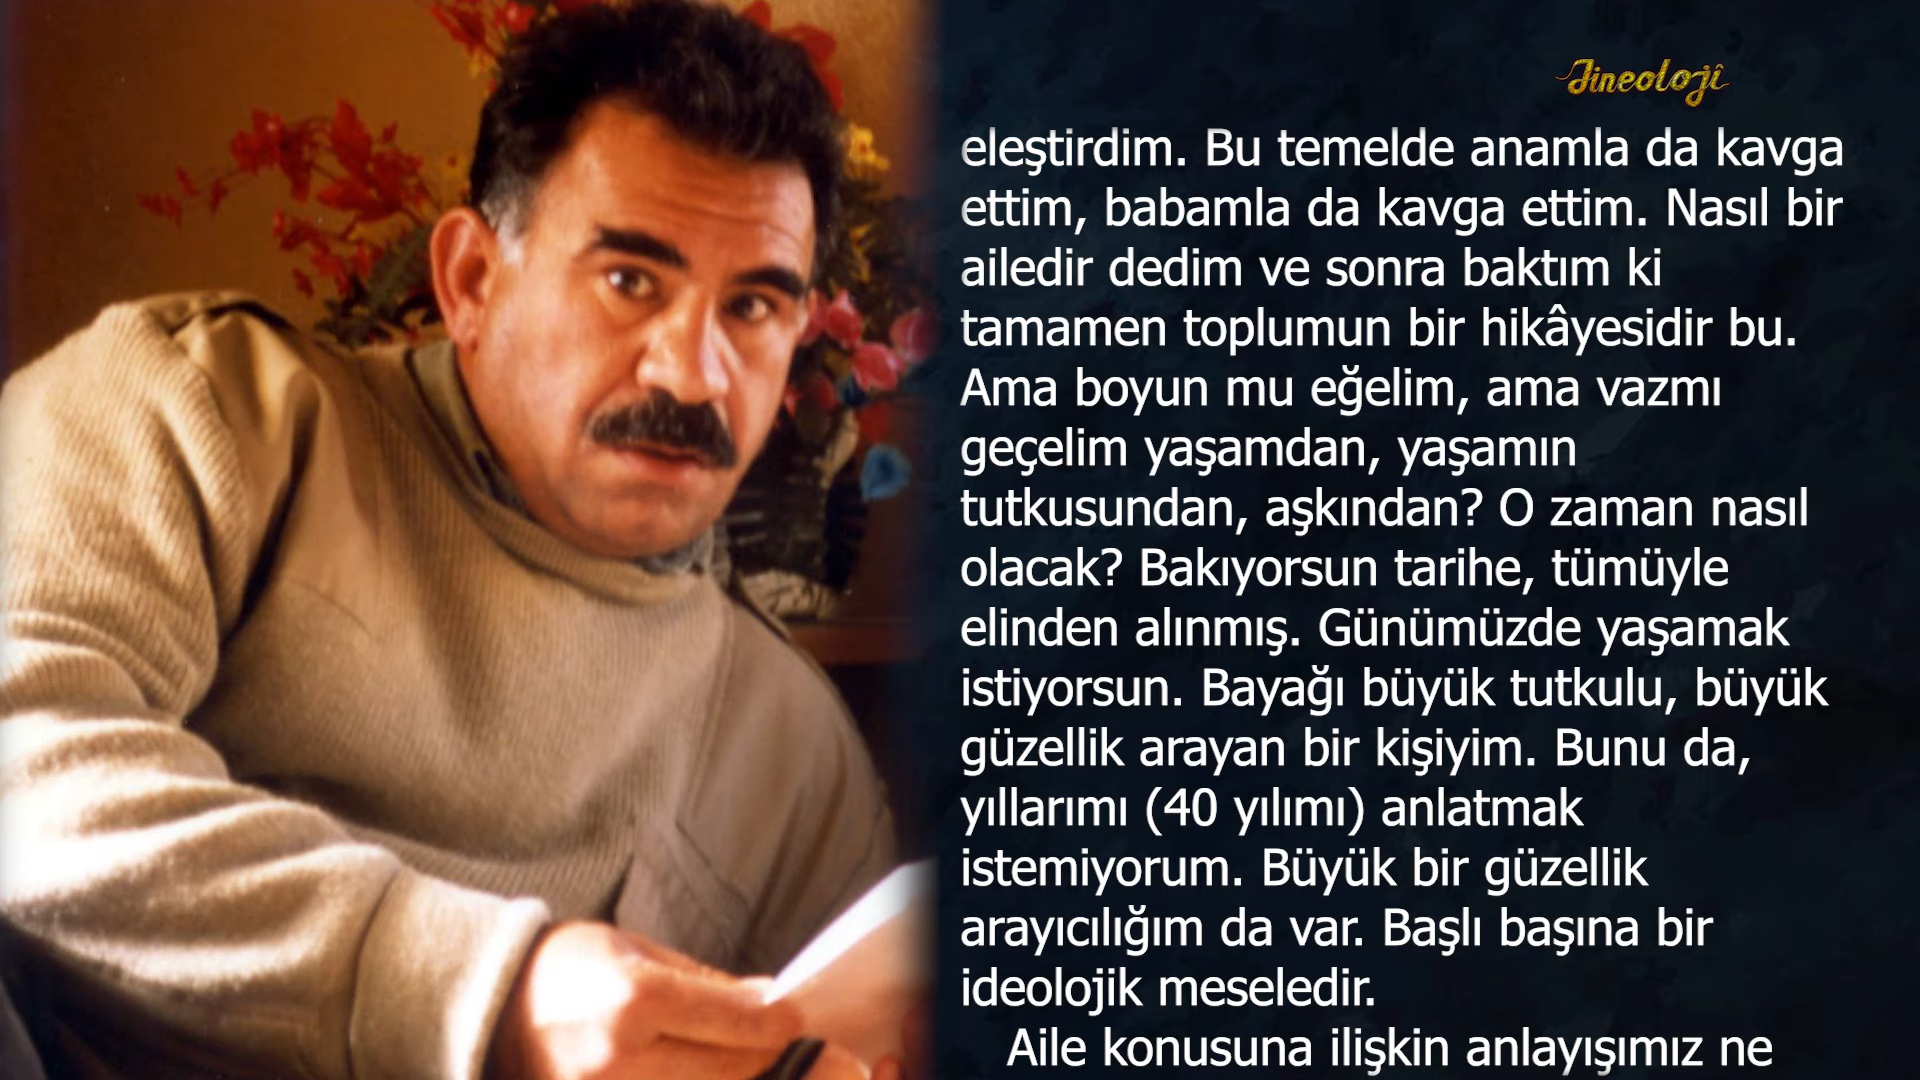 Jineolojî
eleştirdim. Bu temelde anamla da kavga
ettim, babamla da kavga ettim. Nasıl bir
ailedir dedim ve sonra baktım ki
tamamen toplumun bir hikâyesidir bu.
Ama boyun mu eğelim, ama vazmı
geçelim yaşamdan, yaşamın
tutkusundan, aşkından? O zaman nasıl
olacak? Bakıyorsun tarihe, tümüyle
elinden alınmış. Günümüzde yaşamak
istiyorsun. Bayağı büyük tutkulu, büyük
güzellik arayan bir kişiyim. Bunu da,
yıllarımı (40 yılımı) anlatmak
istemiyorum. Büyük bir güzellik
arayıcılığım da var. Başlı başına bir
ideolojik meseledir.
Aile konusuna ilişkin anlayışımız ne